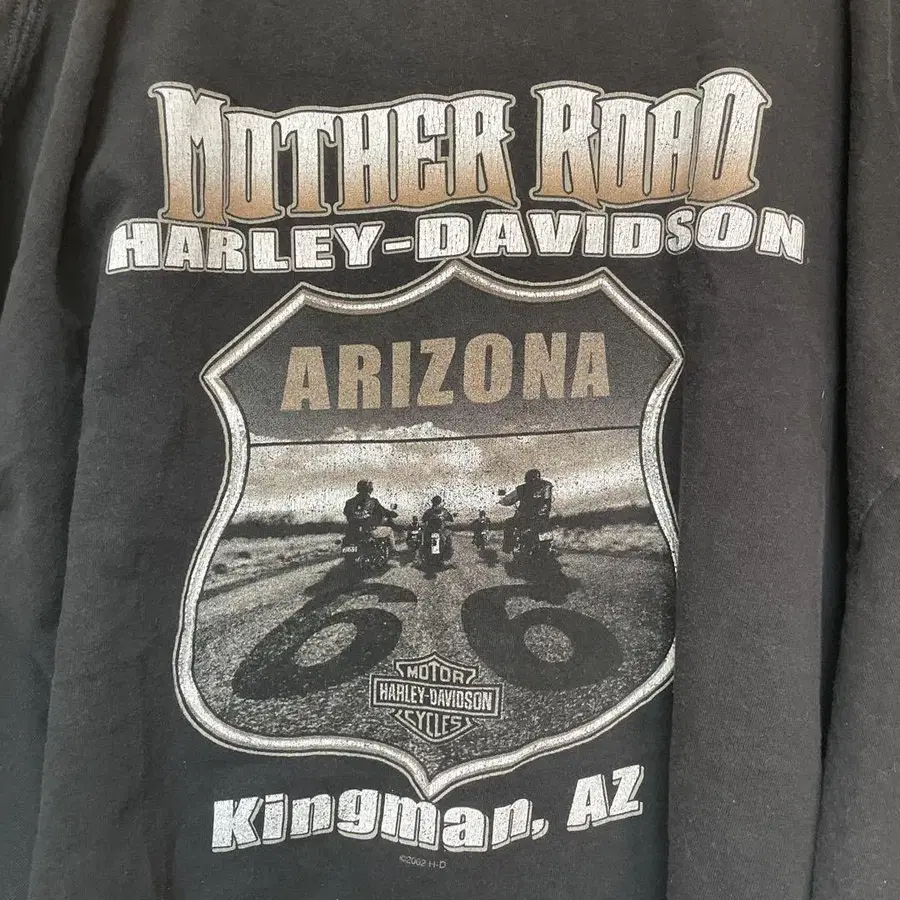 MOTHER ROAD
HARLEY-DAVIDSON
ARIZONA
66
MOTOR
HARLEY-DAVIDSON
CYCLES
Kingman, AZ
©2002 H-D